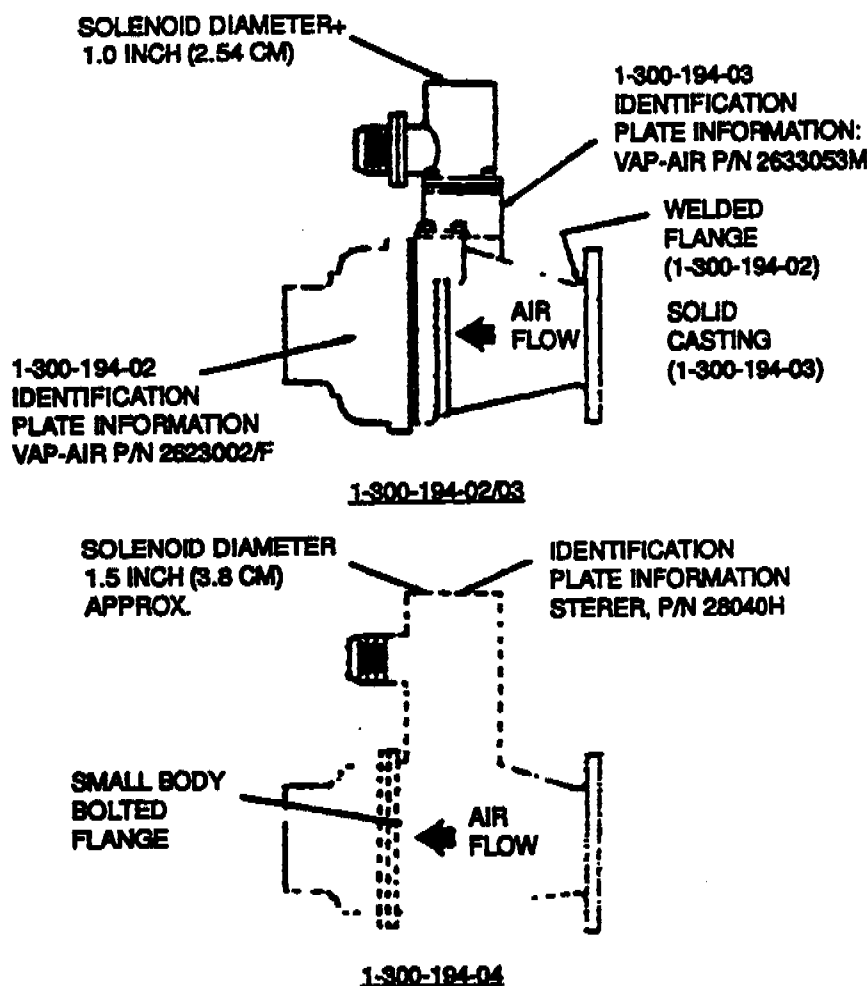 SOLENOID DIAMETER+
1.0 INCH (2.54 CM)
1-300-194-03
IDENTIFICATION
PLATE INFORMATION:
VAP-AIR P/N 2633053M
WELDED
FLANGE
(1-300-194-02)
AIR
FLOW
SOLID
CASTING
(1-300-194-03)
1-300-194-02
IDENTIFICATION
PLATE INFORMATION
VAP-AIR P/N 2623002/F
1-300-194-02/03
SOLENOID DIAMETER
1.5 INCH (3.8 CM)
APPROX.
IDENTIFICATION
PLATE INFORMATION
STERER, P/N 28040H
SMALL BODY
BOLTED
FLANGE
AIR
FLOW
1-300-194-04